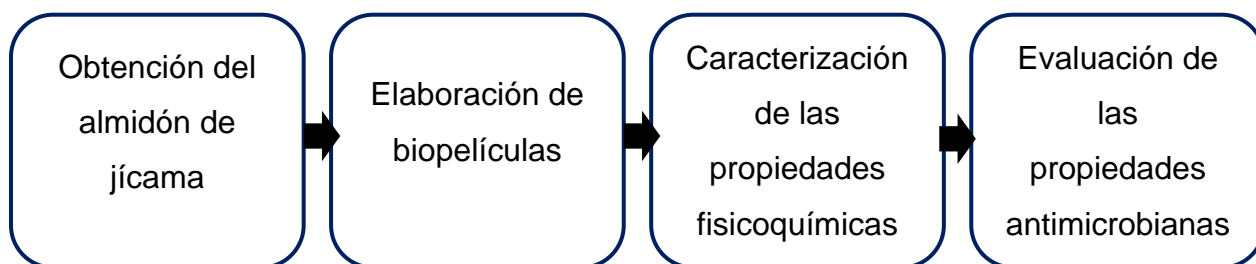 Obtención del
almidón de
jícama
Elaboración de
biopelículas
Caracterización
de las
propiedades
fisicoquímicas
Evaluación de
las
propiedades
antimicrobianas